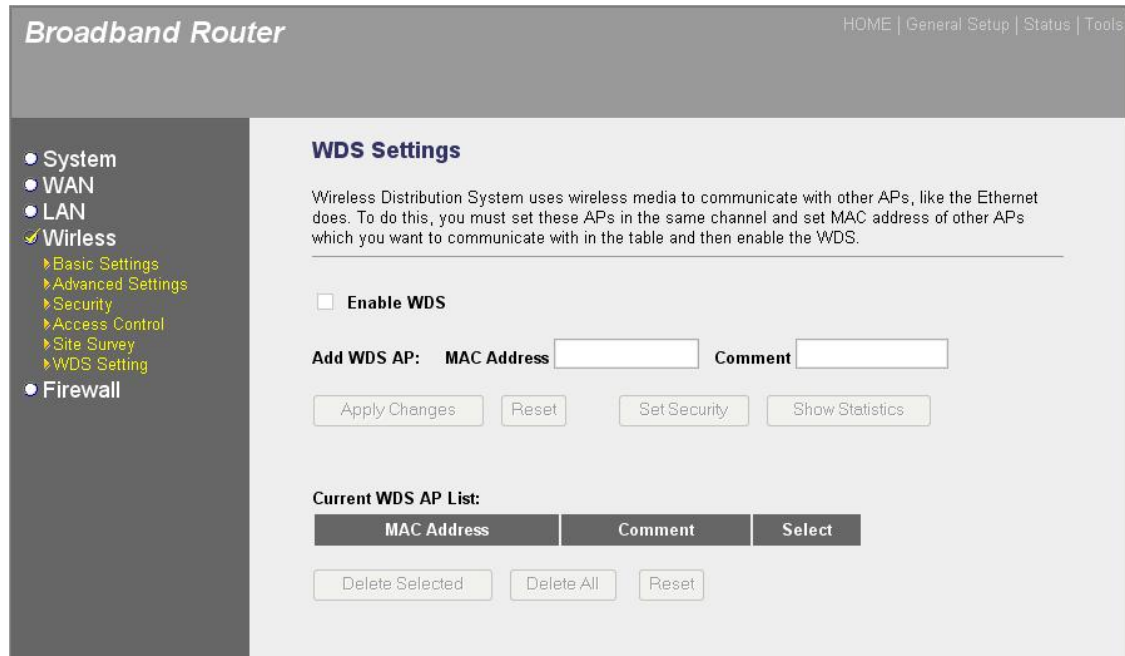 Broadband Router
HOME | General Setup | Status | Tools
System
WAN
LAN
Wirless
Basic Settings
Advanced Settings
Security
Access Control
Site Survey
WDS Setting
Firewall
WDS Settings
Wireless Distribution System uses wireless media to communicate with other APs, like the Ethernet
does. To do this, you must set these APs in the same channel and set MAC address of other APs
which you want to communicate with in the table and then enable the WDS.
Enable WDS
Add WDS AP: MAC Address Comment
Apply Changes Reset Set Security Show Statistics
Current WDS AP List:
MAC Address Comment Select
Delete Selected Delete All Reset